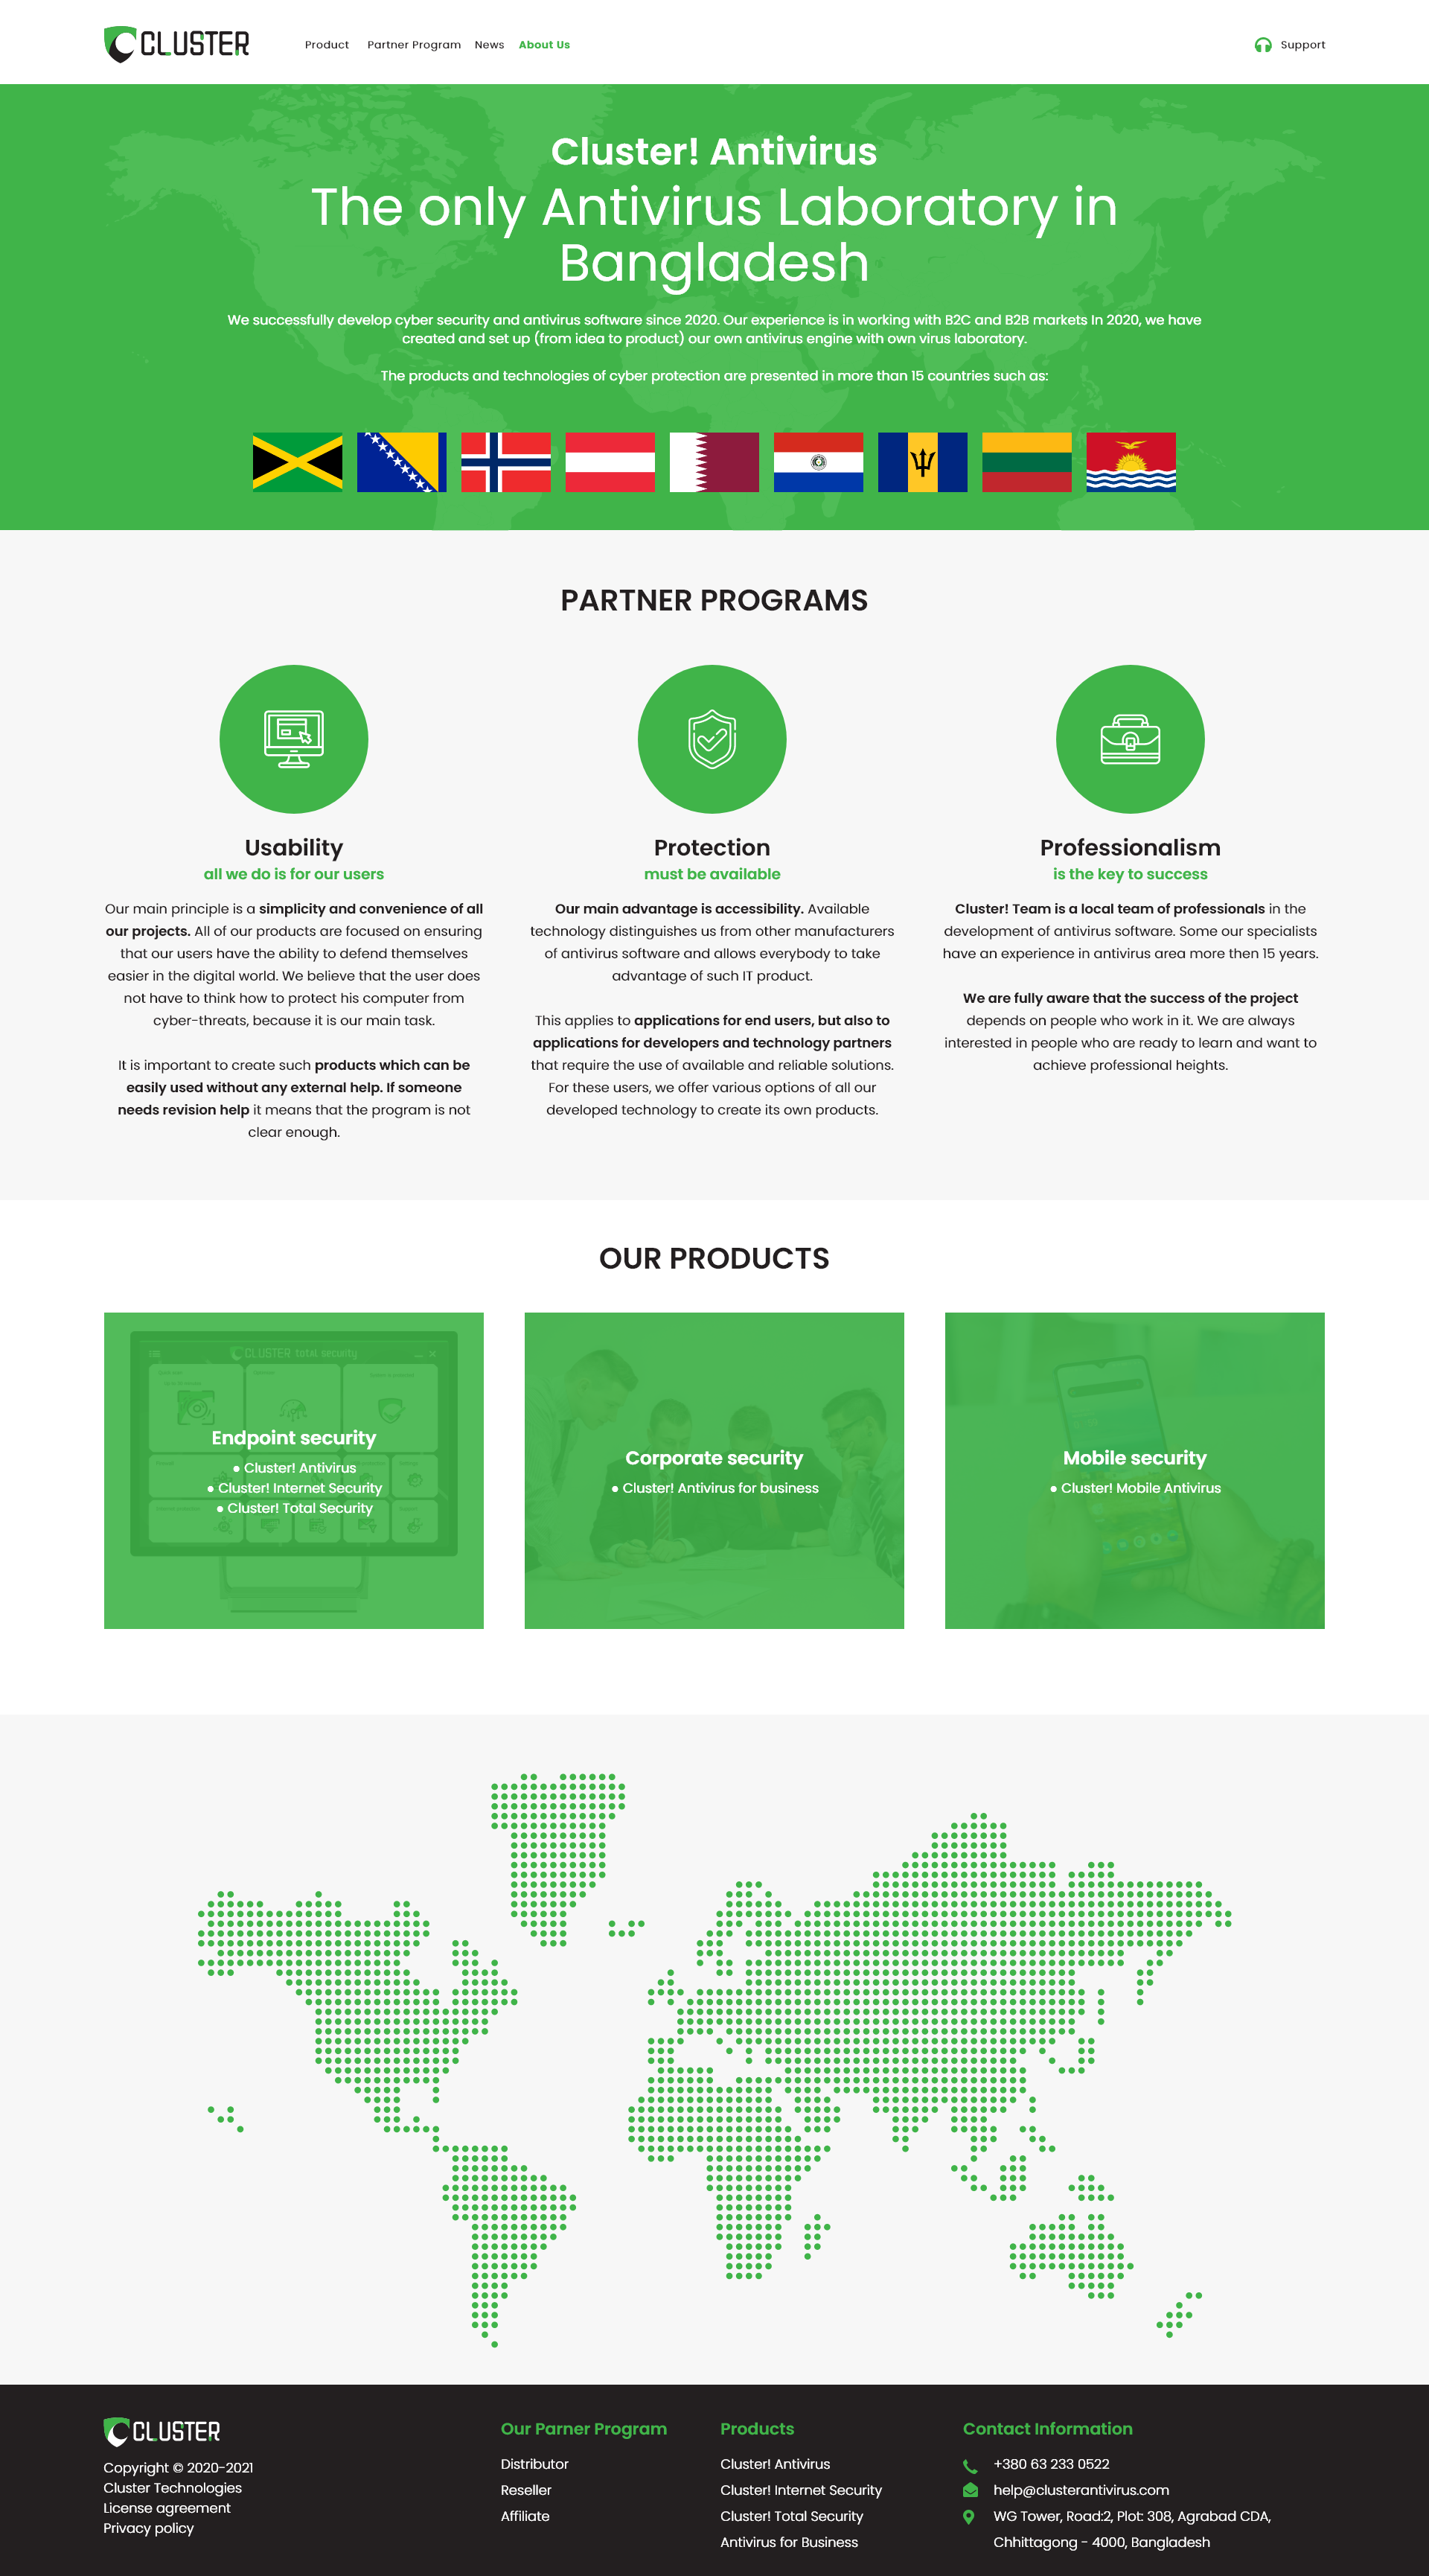 CLUSTER
Product
Partner Program
News
About Us
Support
Cluster! Antivirus
The only Antivirus Laboratory in
Bangladesh
We successfully develop cyber security and antivirus software since 2020. Our experience is in working with B2C and B2B markets In 2020, we have
created and set up (from idea to product) our own antivirus engine with own virus laboratory.
The products and technologies of cyber protection are presented in more than 15 countries such as:
PARTNER PROGRAMS
Usability
all we do is for our users
Our main principle is a simplicity and convenience of all
our projects. All of our products are focused on ensuring
that our users have the ability to defend themselves
easier in the digital world. We believe that the user does
not have to think how to protect his computer from
cyber-threats, because it is our main task.
It is important to create such products which can be
easily used without any external help. If someone
needs revision help it means that the program is not
clear enough.
Protection
must be available
Our main advantage is accessibility. Available
technology distinguishes us from other manufacturers
of antivirus software and allows everybody to take
advantage of such IT product.
This applies to applications for end users, but also to
applications for developers and technology partners
that require the use of available and reliable solutions.
For these users, we offer various options of all our
developed technology to create its own products.
Professionalism
is the key to success
Cluster! Team is a local team of professionals in the
development of antivirus software. Some our specialists
have an experience in antivirus area more then 15 years.
We are fully aware that the success of the project
depends on people who work in it. We are always
interested in people who are ready to learn and want to
achieve professional heights.
OUR PRODUCTS
CLUSTER total security
Endpoint security
● Cluster! Antivirus
● Cluster! Internet Security
● Cluster! Total Security
Corporate security
● Cluster! Antivirus for business
Mobile security
● Cluster! Mobile Antivirus
CLUSTER
Copyright © 2020-2021
Cluster Technologies
License agreement
Privacy policy
Our Parner Program
Distributor
Reseller
Affiliate
Products
Cluster! Antivirus
Cluster! Internet Security
Cluster! Total Security
Antivirus for Business
Contact Information
+380 63 233 0522
help@clusterantivirus.com
WG Tower, Road:2, Plot: 308, Agrabad CDA,
Chhittagong - 4000, Bangladesh